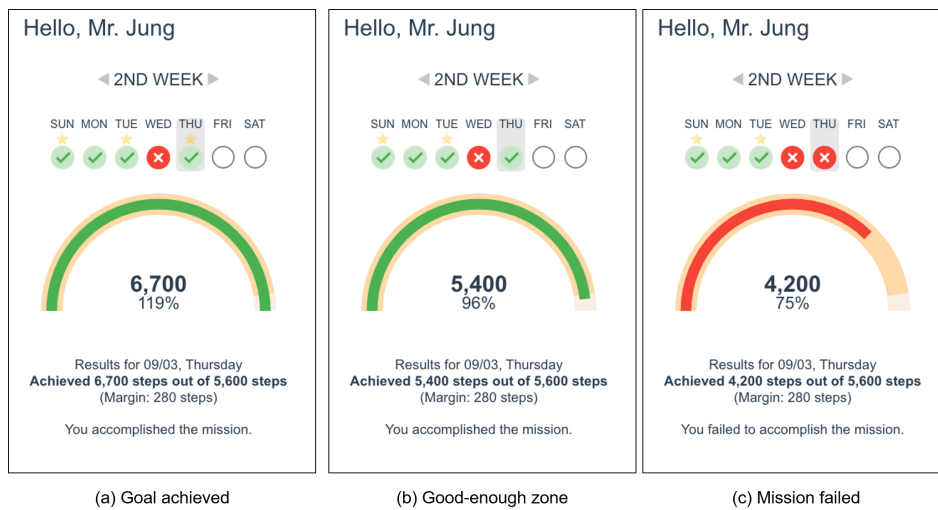 Hello, Mr. Jung
2ND WEEK
SUN MON TUE WED THU FRI SAT
6,700
119%
Results for 09/03, Thursday
Achieved 6,700 steps out of 5,600 steps
(Margin: 280 steps)
You accomplished the mission.
(a) Goal achieved
Hello, Mr. Jung
2ND WEEK
SUN MON TUE WED THU FRI SAT
5,400
96%
Results for 09/03, Thursday
Achieved 5,400 steps out of 5,600 steps
(Margin: 280 steps)
You accomplished the mission.
(b) Good-enough zone
Hello, Mr. Jung
2ND WEEK
SUN MON TUE WED THU FRI SAT
4,200
75%
Results for 09/03, Thursday
Achieved 4,200 steps out of 5,600 steps
(Margin: 280 steps)
You failed to accomplish the mission.
(c) Mission failed